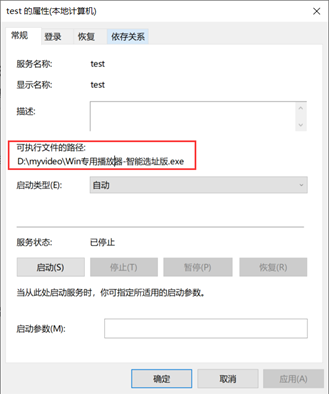 test 的属性(本地计算机)
常规 登录 恢复 依存关系
服务名称: test
显示名称: test
描述:
可执行文件的路径:
D:\myvideo\Win专用播放器-智能选址版.exe
启动类型(E): 自动
服务状态: 已停止
启动(S) 停止(T) 暂停(P) 恢复(R)
当从此处启动服务时，你可指定所适用的启动参数。
启动参数(M):
确定 取消 应用(A)